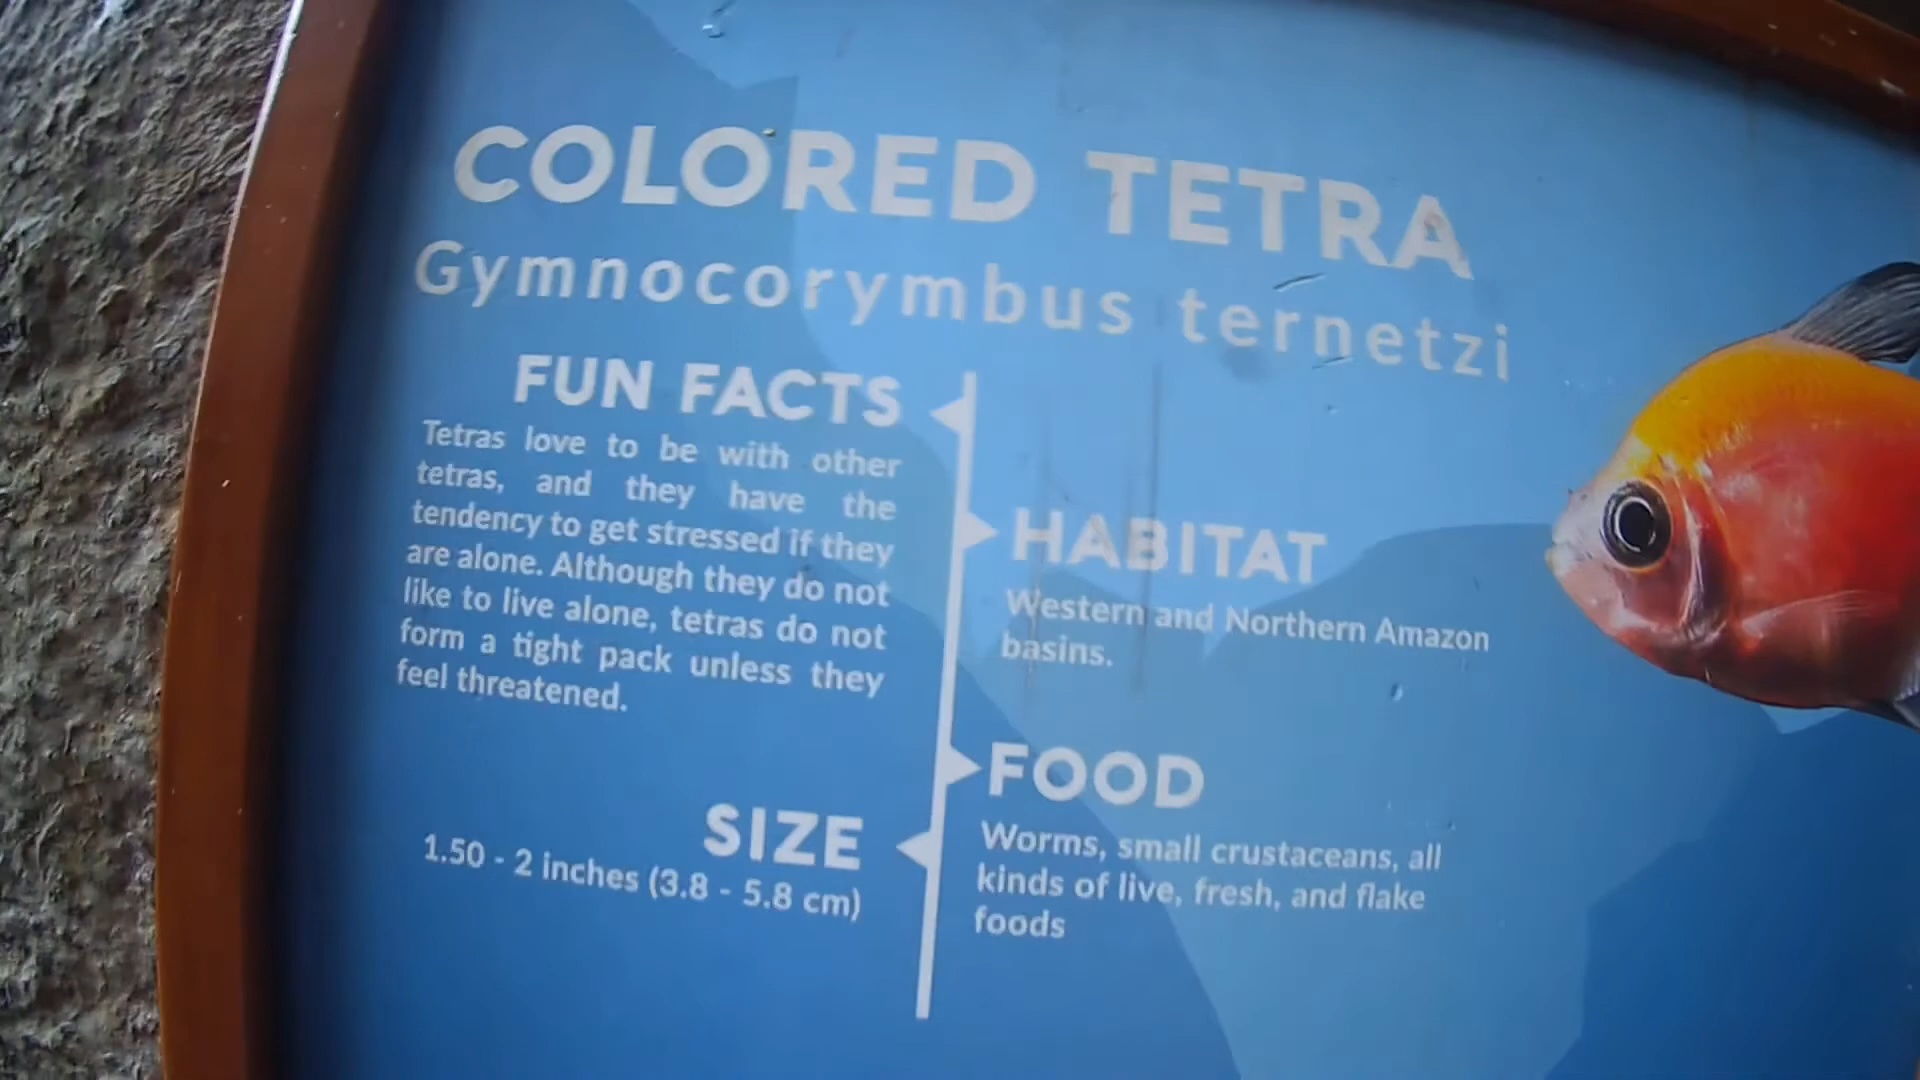 COLORED TETRA
Gymnocorymbus ternetzi
FUN FACTS
Tetras love to be with other
tetras, and they have the
tendency to get stressed if they
are alone. Although they do not
like to live alone, tetras do not
form a tight pack unless they
feel threatened.
SIZE
1.50 - 2 inches (3.8 - 5.8 cm)
HABITAT
Western and Northern Amazon
basins.
FOOD
Worms, small crustaceans, all
kinds of live, fresh, and flake
foods